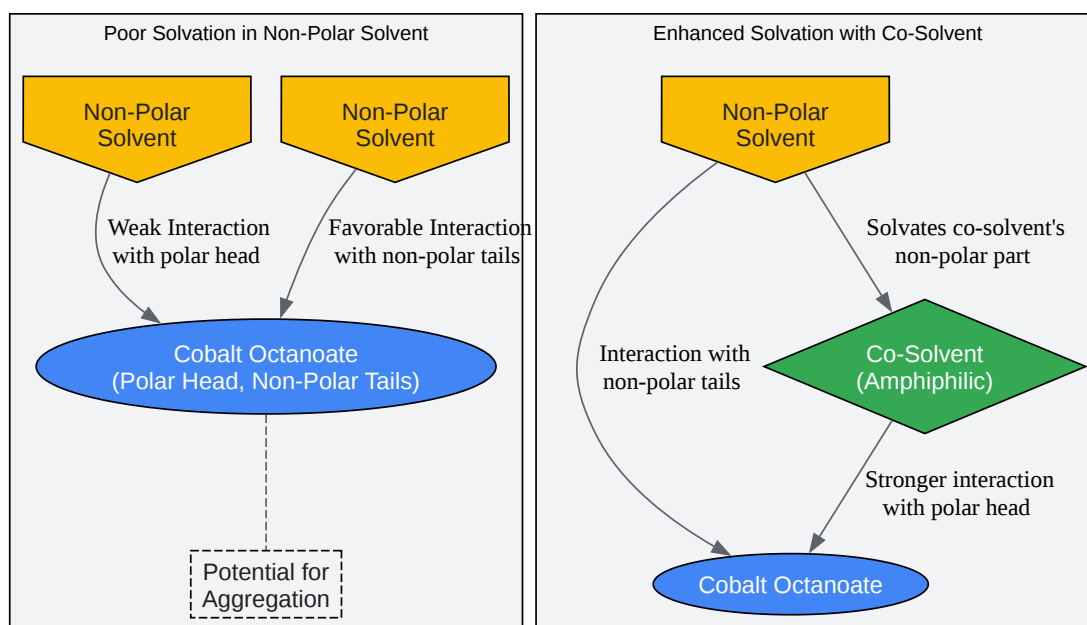 Poor Solvation in Non-Polar Solvent
Non-Polar
Solvent
Non-Polar
Solvent
Weak Interaction
with polar head
Favorable Interaction
with non-polar tails
Cobalt Octanoate
(Polar Head, Non-Polar Tails)
Potential for
Aggregation
Enhanced Solvation with Co-Solvent
Non-Polar
Solvent
Solvates co-solvent's
non-polar part
Interaction with
non-polar tails
Co-Solvent
(Amphiphilic)
Stronger interaction
with polar head
Cobalt Octanoate